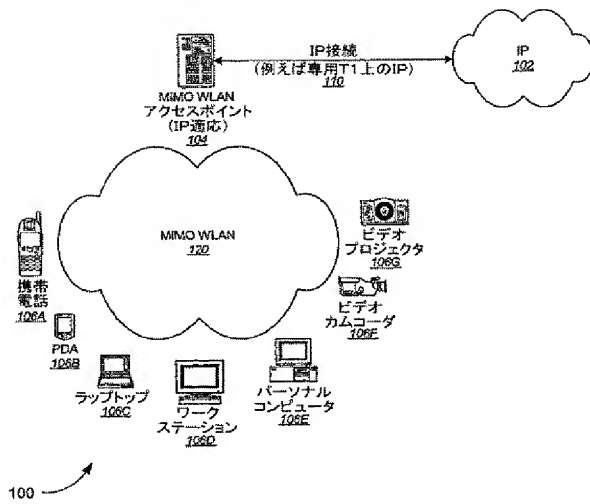 IP接続
(例えば専用T1上のIP)
110
IP
102
MIMO WLAN
アクセスポイント
(IP適応)
104
MIMO WLAN
120
携帯
電話
106A
PDA
106B
ラップトップ
106C
ワーク
ステーション
106D
パーソナル
コンピュータ
106E
ビデオ
カムコーダ
106F
ビデオ
プロジェクタ
106G
100